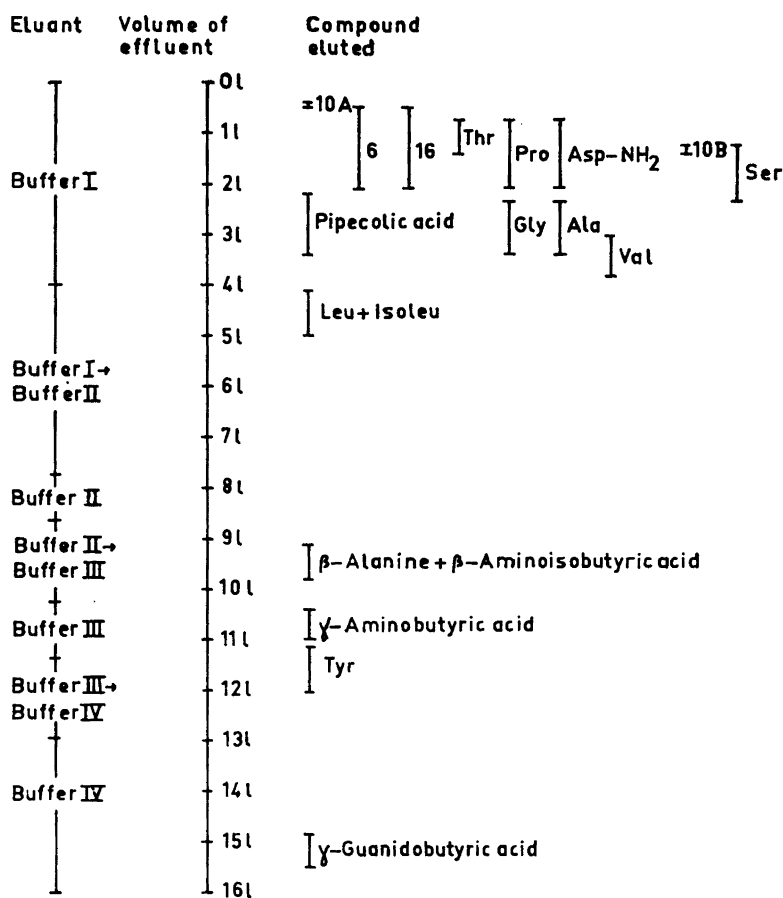 Eluant Volume of effluent Compound eluted
0l
10A
1l
6 16 Thr Pro Asp-NH2 10B Ser
Buffer I 2l
Pipecolic acid Gly Ala
3l
Val
4l
Leu+Isoleu
5l
Buffer I→
Buffer II
6l
7l
Buffer II 8l
9l
Buffer II→
Buffer III
β-Alanine + β-Aminoisobutyric acid
10l
Buffer III γ-Aminobutyric acid
11l
Tyr
Buffer III→ 12l
Buffer IV
13l
Buffer IV 14l
15l
γ-Guanidobutyric acid
16l